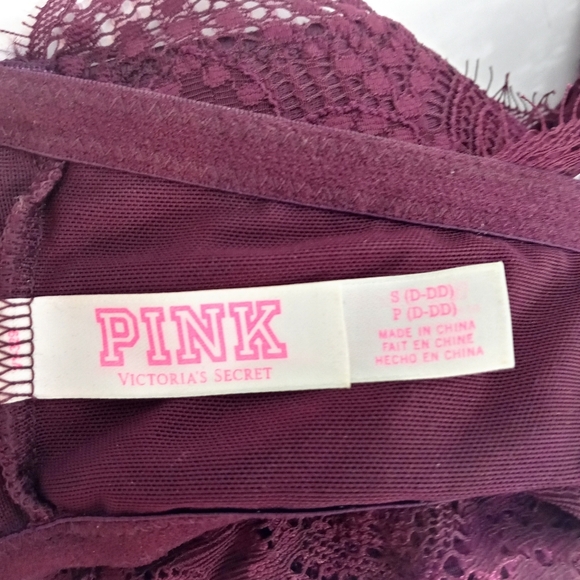 PINK
VICTORIA'S SECRET
S (D-DD)
P (D-DD)
MADE IN CHINA
FAIT EN CHINE
HECHO EN CHINA